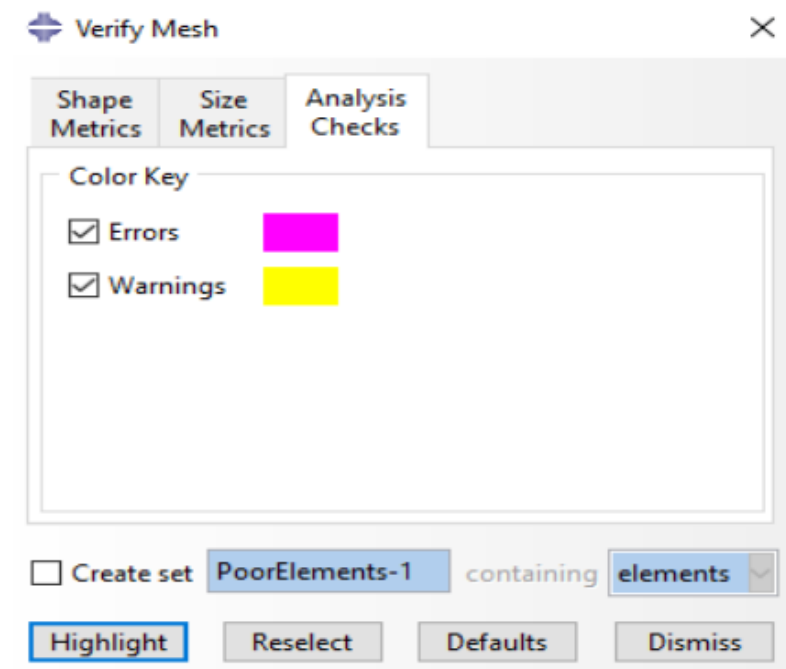 Verify Mesh
Shape Metrics
Size Metrics
Analysis Checks
Color Key
Errors
Warnings
Create set PoorElements-1 containing elements
Highlight Reselect Defaults Dismiss